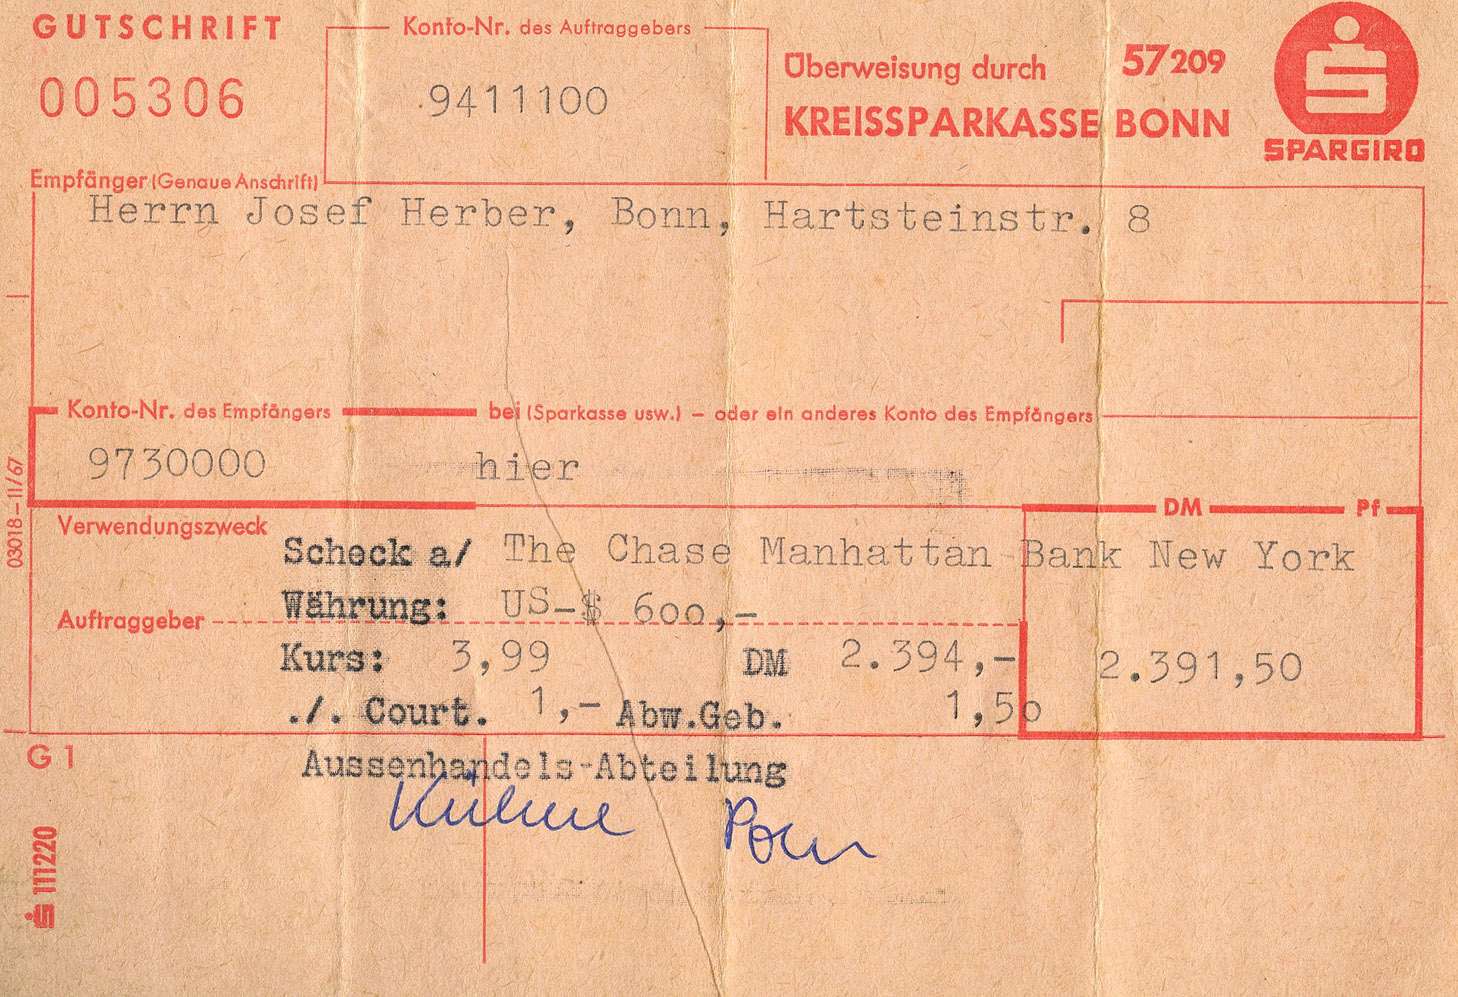 GUTSCHRIFT
005306
Konto-Nr. des Auftraggebers
9411100
Überweisung durch 57 209
KREISSPARKASSE BONN
SPARGIRO
Empfänger (Genaue Anschrift)
Herrn Josef Herber, Bonn, Hartsteinstr. 8
Konto-Nr. des Empfängers bei (Sparkasse usw.) – oder ein anderes Konto des Empfängers
9730000 hier
03018–11/67
Verwendungszweck DM Pf
Scheck a/ The Chase Manhattan Bank New York
Währung: US-$ 600,-
Auftraggeber
Kurs: 3,99 DM 2.394,- 2.391,50
./. Court. 1,- Abw.Geb. 1,50
G 1
Aussenhandels-Abteilung
111220